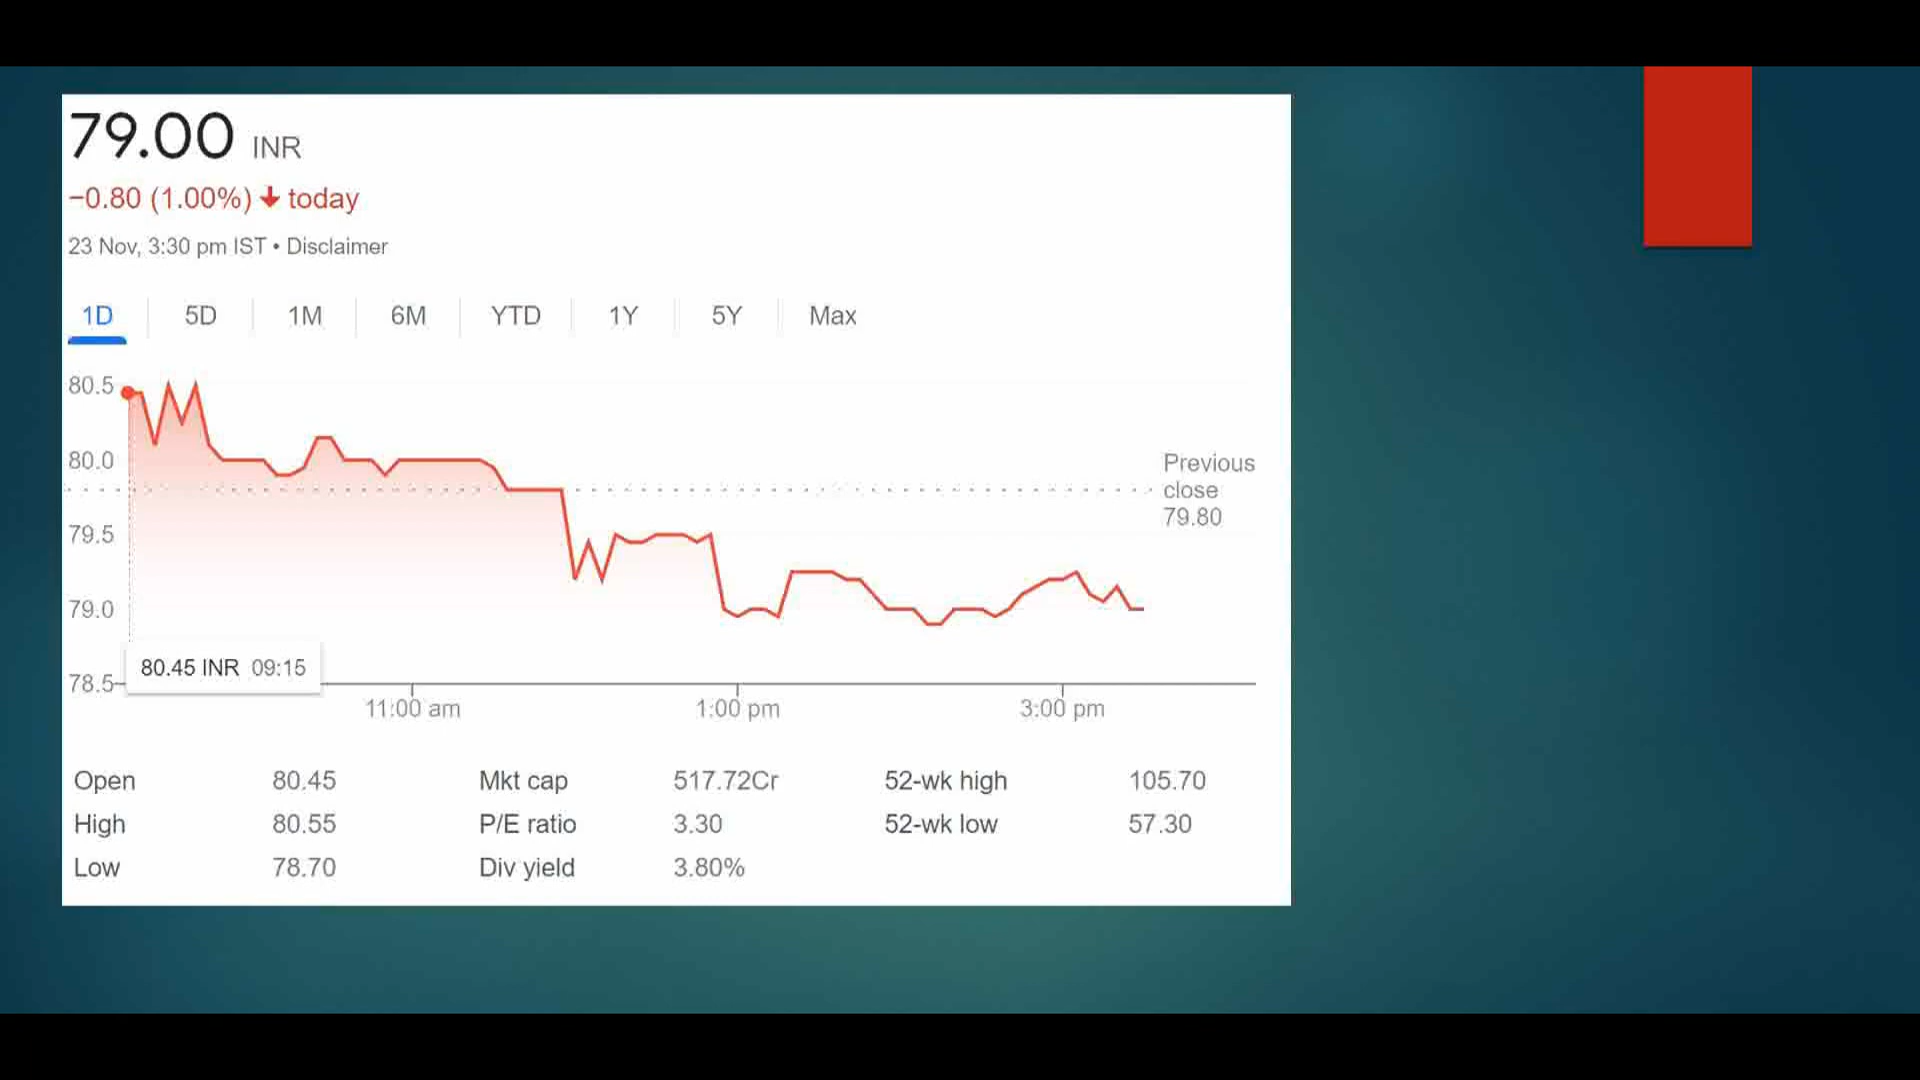 79.00 INR
−0.80 (1.00%) today
23 Nov, 3:30 pm IST • Disclaimer
1D 5D 1M 6M YTD 1Y 5Y Max
80.5
80.0
79.5
79.0
78.5
Previous
close
79.80
80.45 INR 09:15
11:00 am 1:00 pm 3:00 pm
Open 80.45 Mkt cap 517.72Cr 52-wk high 105.70
High 80.55 P/E ratio 3.30 52-wk low 57.30
Low 78.70 Div yield 3.80%